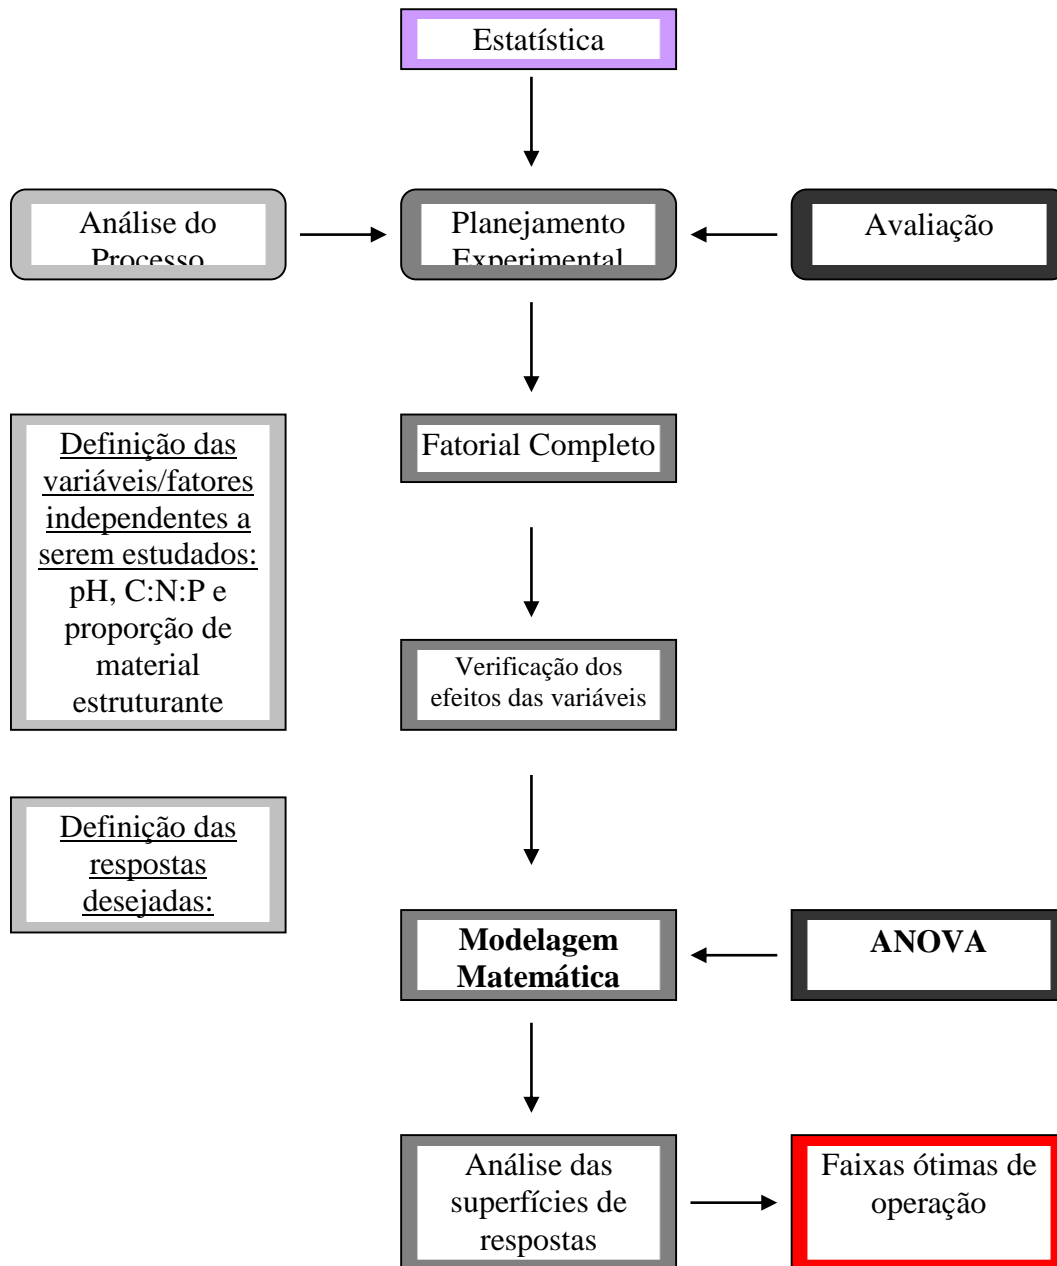 Estatística
Análise do
Processo
Planejamento
Experimental
Avaliação
Definição das
variáveis/fatores
independentes a
serem estudados:
pH, C:N:P e
proporção de
material
estruturante
Fatorial Completo
Verificação dos
efeitos das variáveis
Definição das
respostas
desejadas:
Modelagem
Matemática
ANOVA
Análise das
superfícies de
respostas
Faixas ótimas de
operação